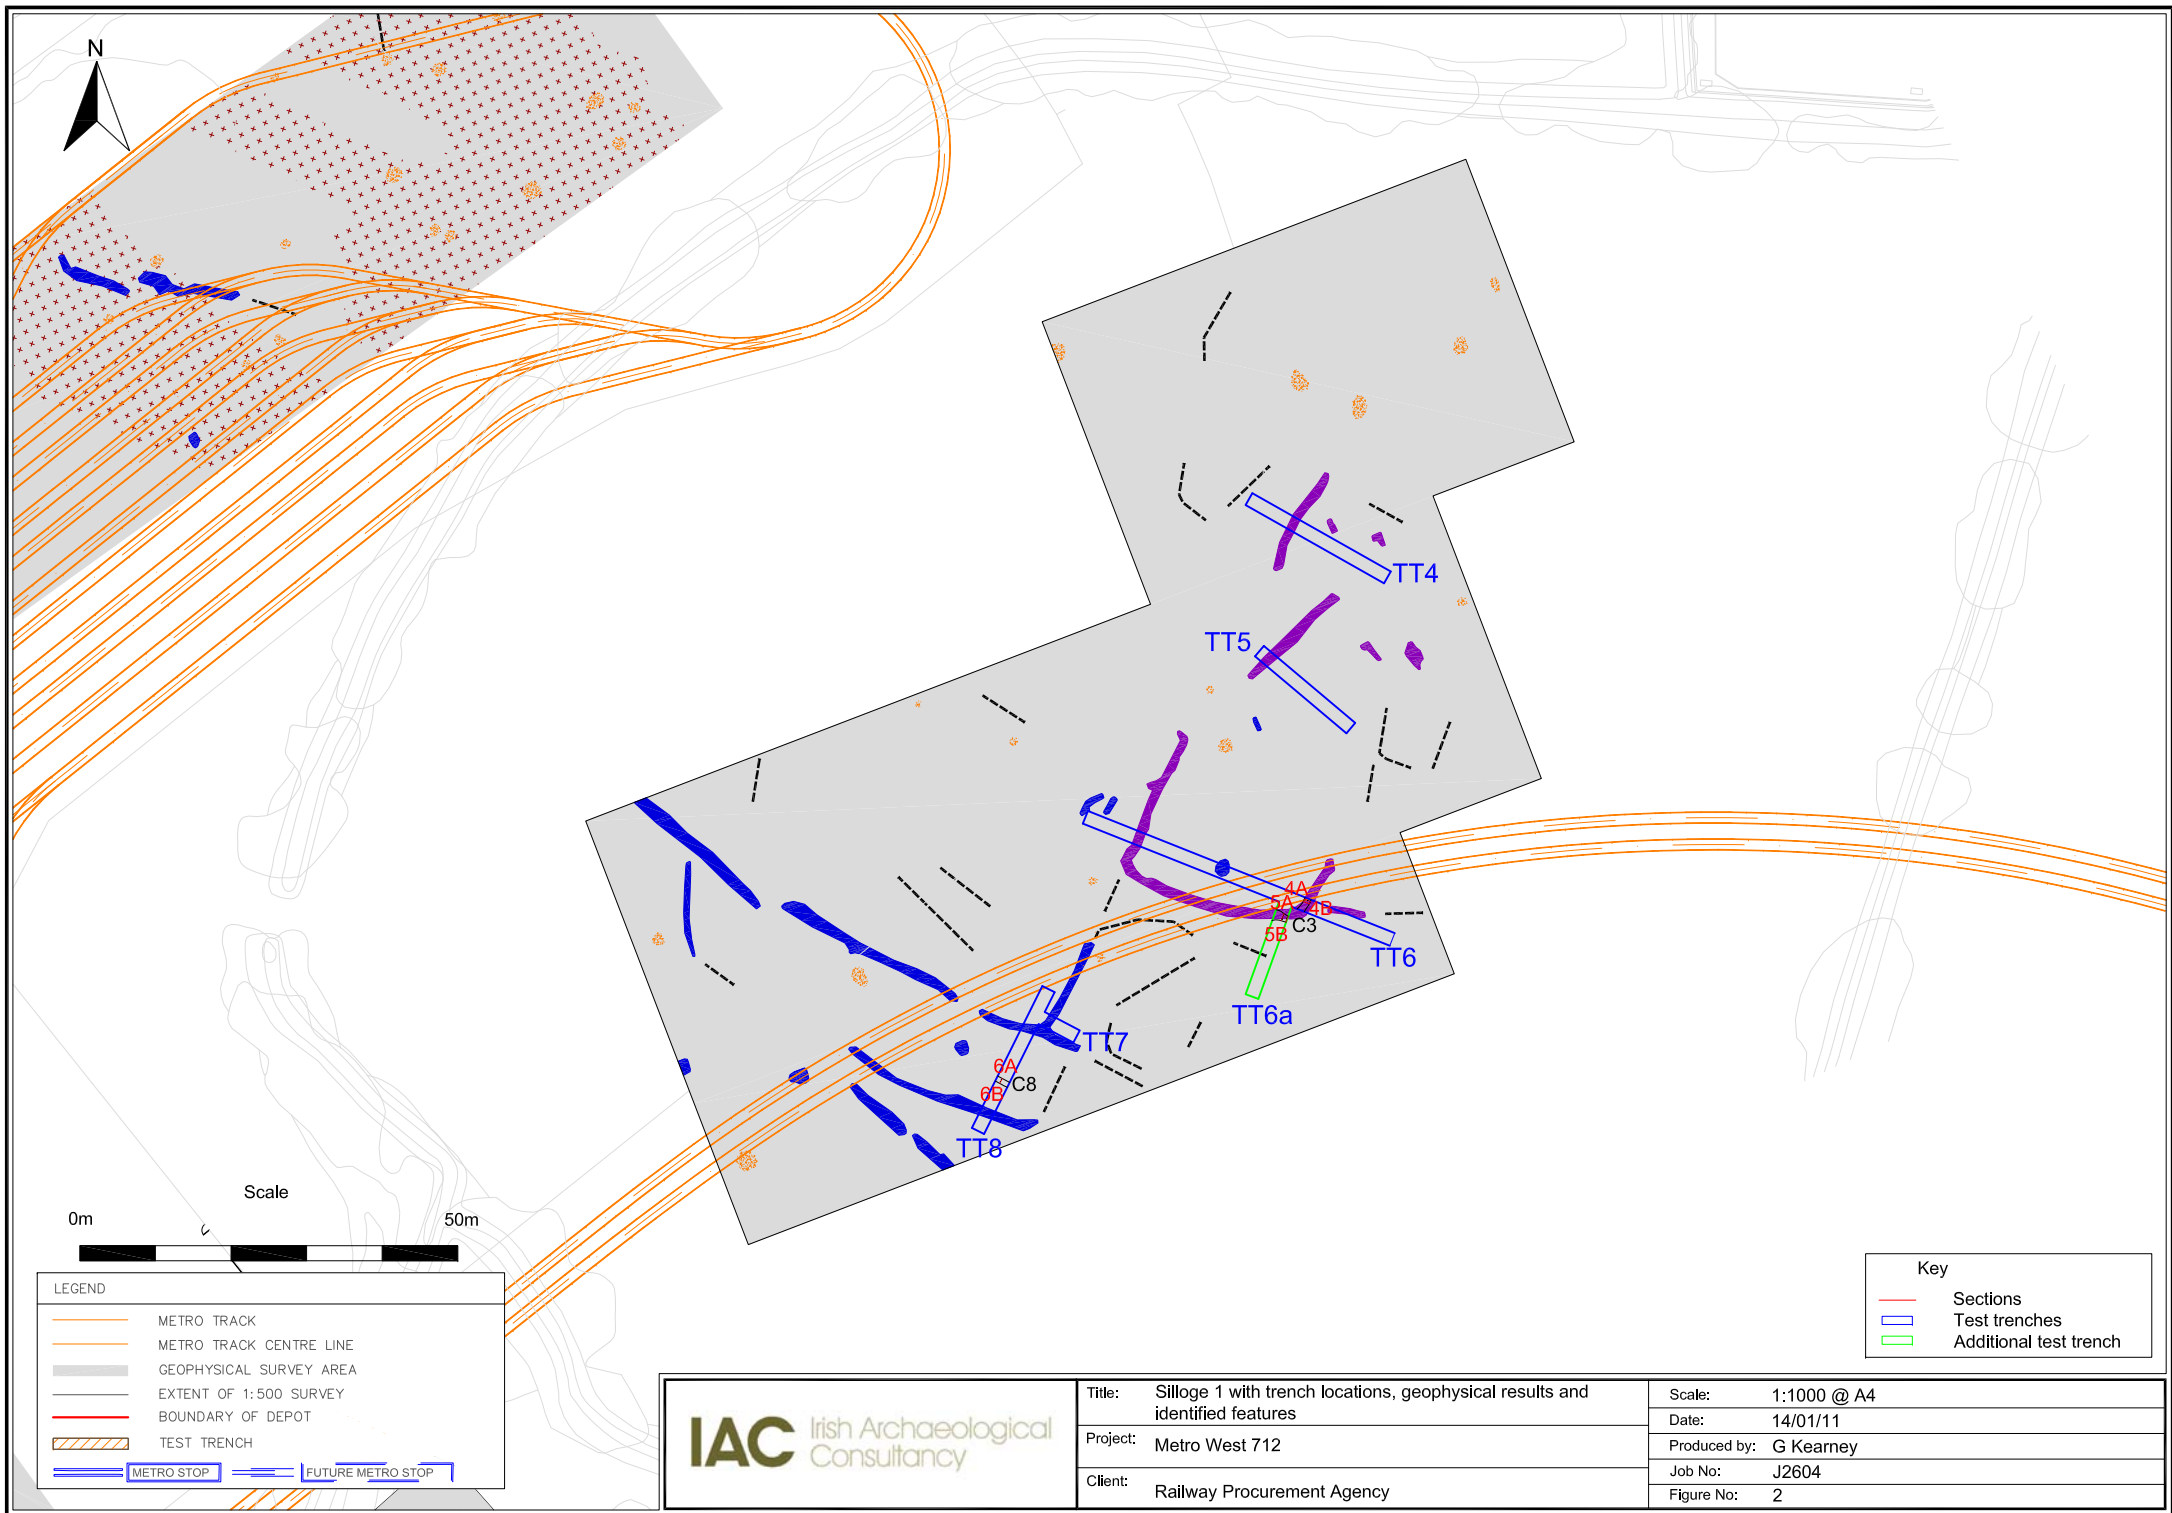 N
TT4
TT5
4A
5A
4B
C3
5B
TT6
TT6a
TT7
6A
C8
6B
TT8
Scale
0m
50m
LEGEND
METRO TRACK
METRO TRACK CENTRE LINE
GEOPHYSICAL SURVEY AREA
EXTENT OF 1:500 SURVEY
BOUNDARY OF DEPOT
TEST TRENCH
METRO STOP
FUTURE METRO STOP
Key
Sections
Test trenches
Additional test trench
IAC Irish Archaeological
Consultancy
Title: Silloge 1 with trench locations, geophysical results and
identified features
Project: Metro West 712
Client: Railway Procurement Agency
Scale: 1:1000 @ A4
Date: 14/01/11
Produced by: G Kearney
Job No: J2604
Figure No: 2